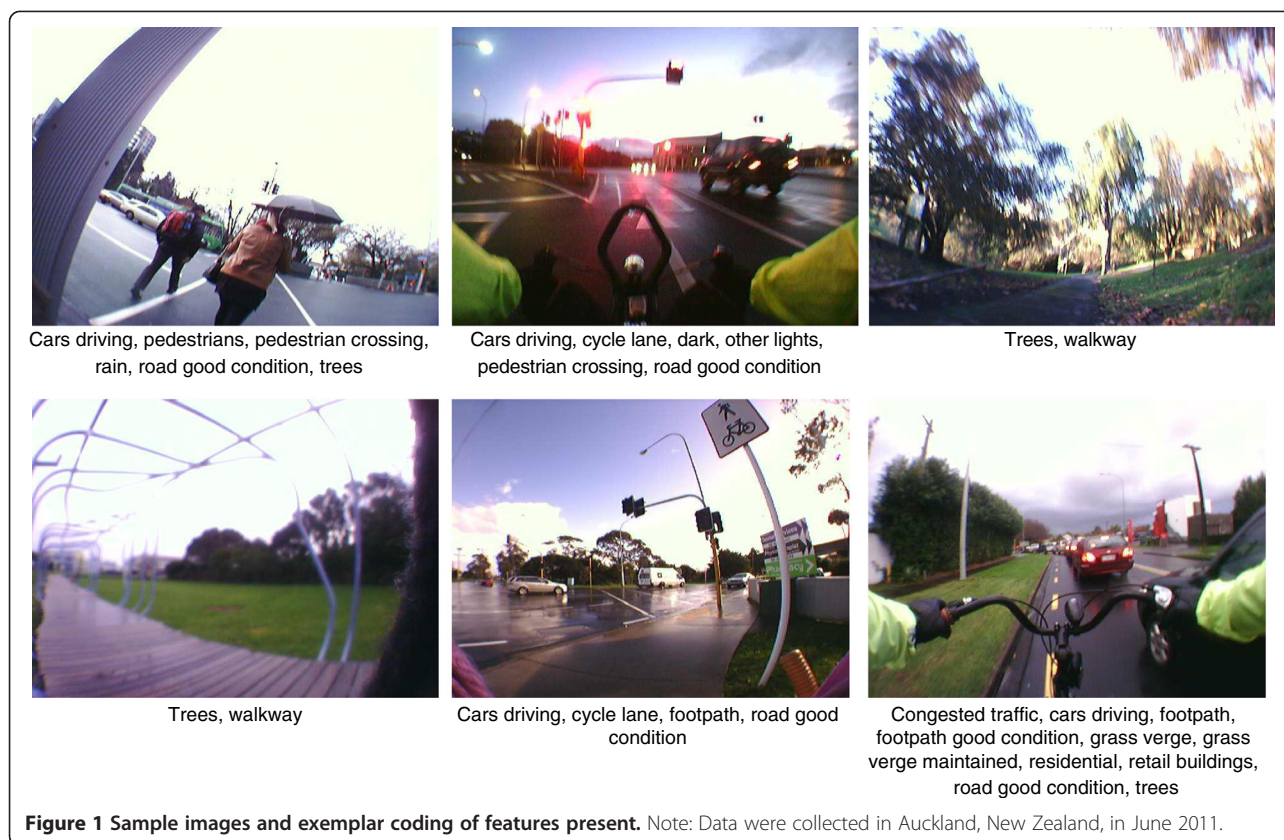 Cars driving, pedestrians, pedestrian crossing,
rain, road good condition, trees
Cars driving, cycle lane, dark, other lights,
pedestrian crossing, road good condition
Trees, walkway
pharmacy
Trees, walkway
Cars driving, cycle lane, footpath, road good
condition
Congested traffic, cars driving, footpath,
footpath good condition, grass verge, grass
verge maintained, residential, retail buildings,
road good condition, trees
Figure 1 Sample images and exemplar coding of features present. Note: Data were collected in Auckland, New Zealand, in June 2011.